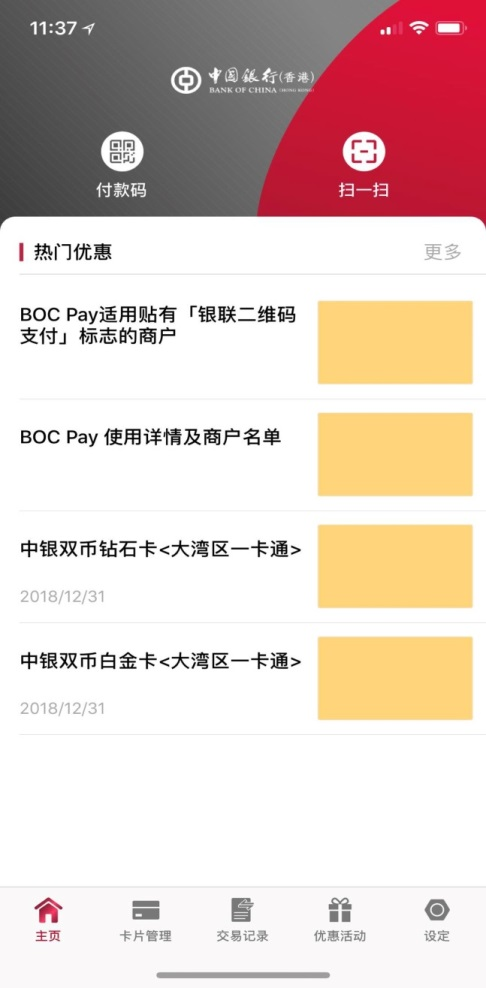 11:37
中国银行(香港)
BANK OF CHINA (HONG KONG)
付款码
扫一扫
热门优惠
更多
BOC Pay适用贴有「银联二维码
支付」标志的商户
BOC Pay 使用详情及商户名单
中银双币钻石卡<大湾区一卡通>
2018/12/31
中银双币白金卡<大湾区一卡通>
2018/12/31
主页
卡片管理
交易记录
优惠活动
设定